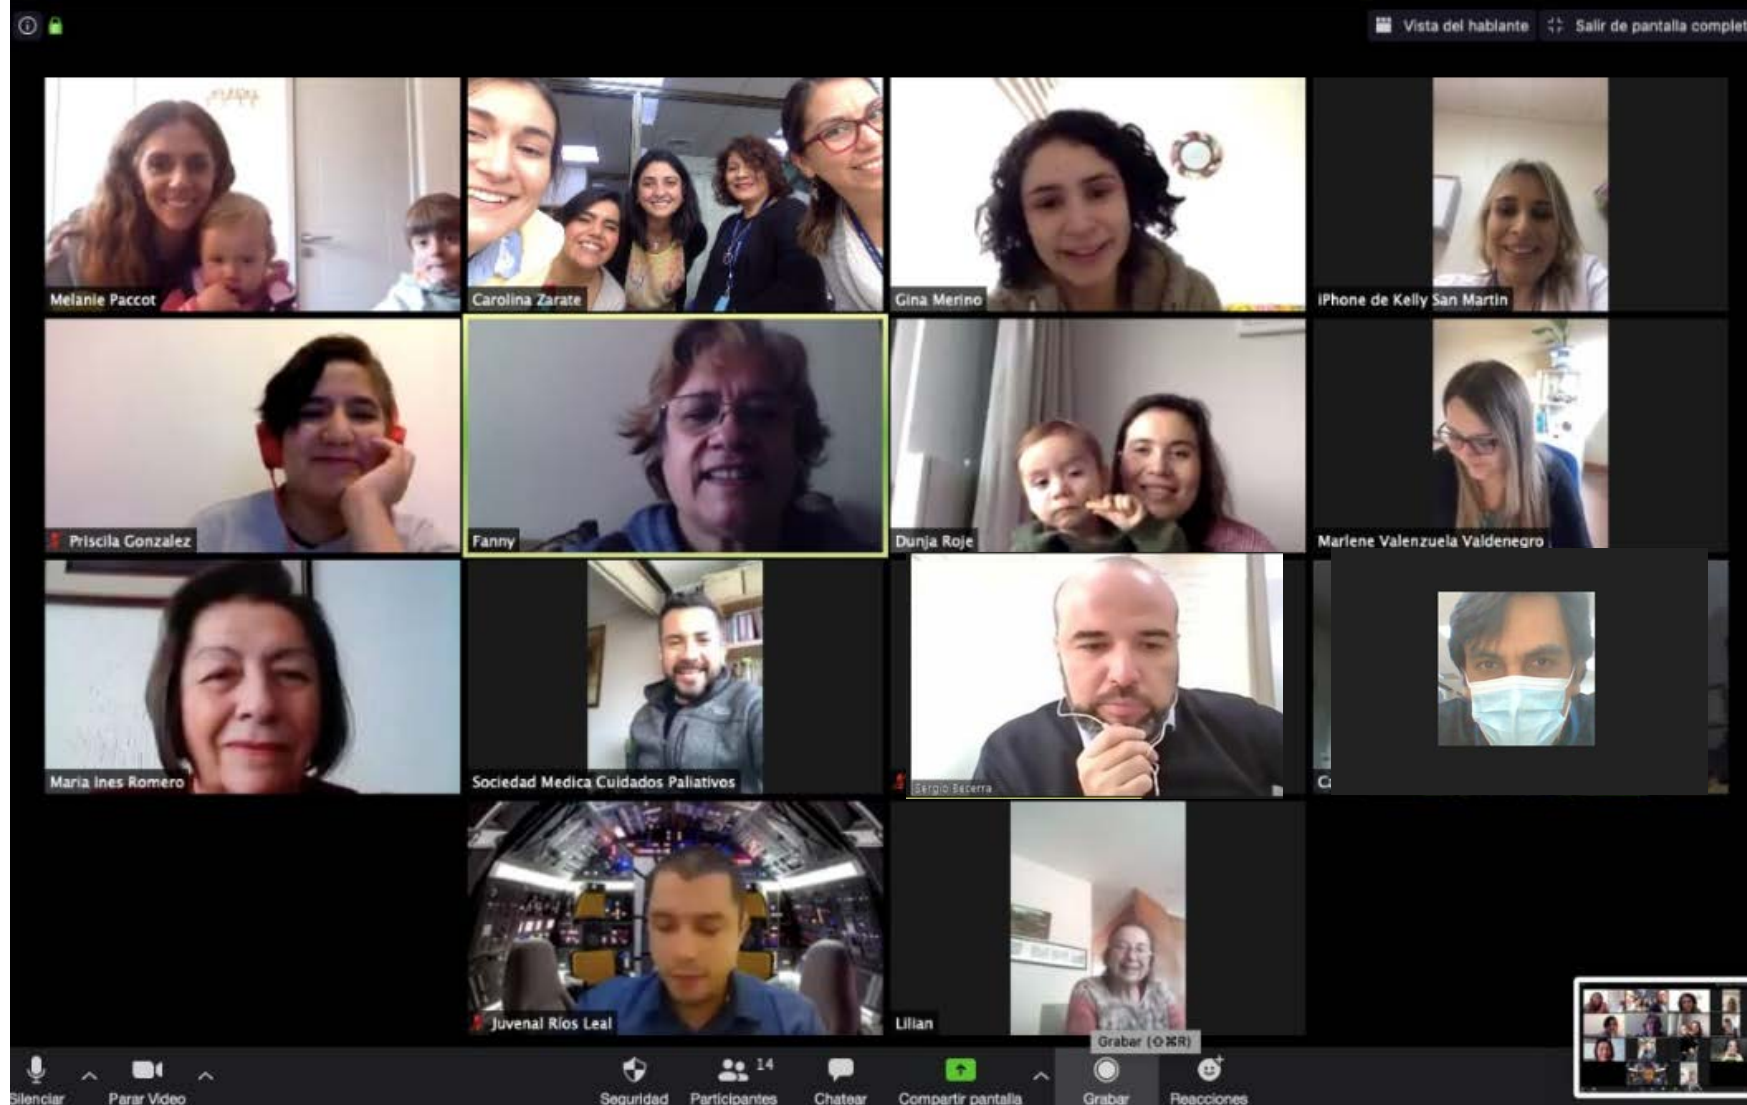 Vista del hablante
Salir de pantalla complet
Melanie Paccot
Carolina Zarate
Gina Merino
iPhone de Kelly San Martin
Priscila Gonzalez
Fanny
Dunja Roje
Marlene Valenzuela Valdenegro
Maria Ines Romero
Sociedad Medica Cuidados Paliativos
Sergio Becerra
Ca
Juvenal Ríos Leal
Lilian
Grabar (⇧⌘R)
14
Silenciar
Parar Video
Seguridad
Participantes
Chatear
Compartir pantalla
Grabar
Reacciones